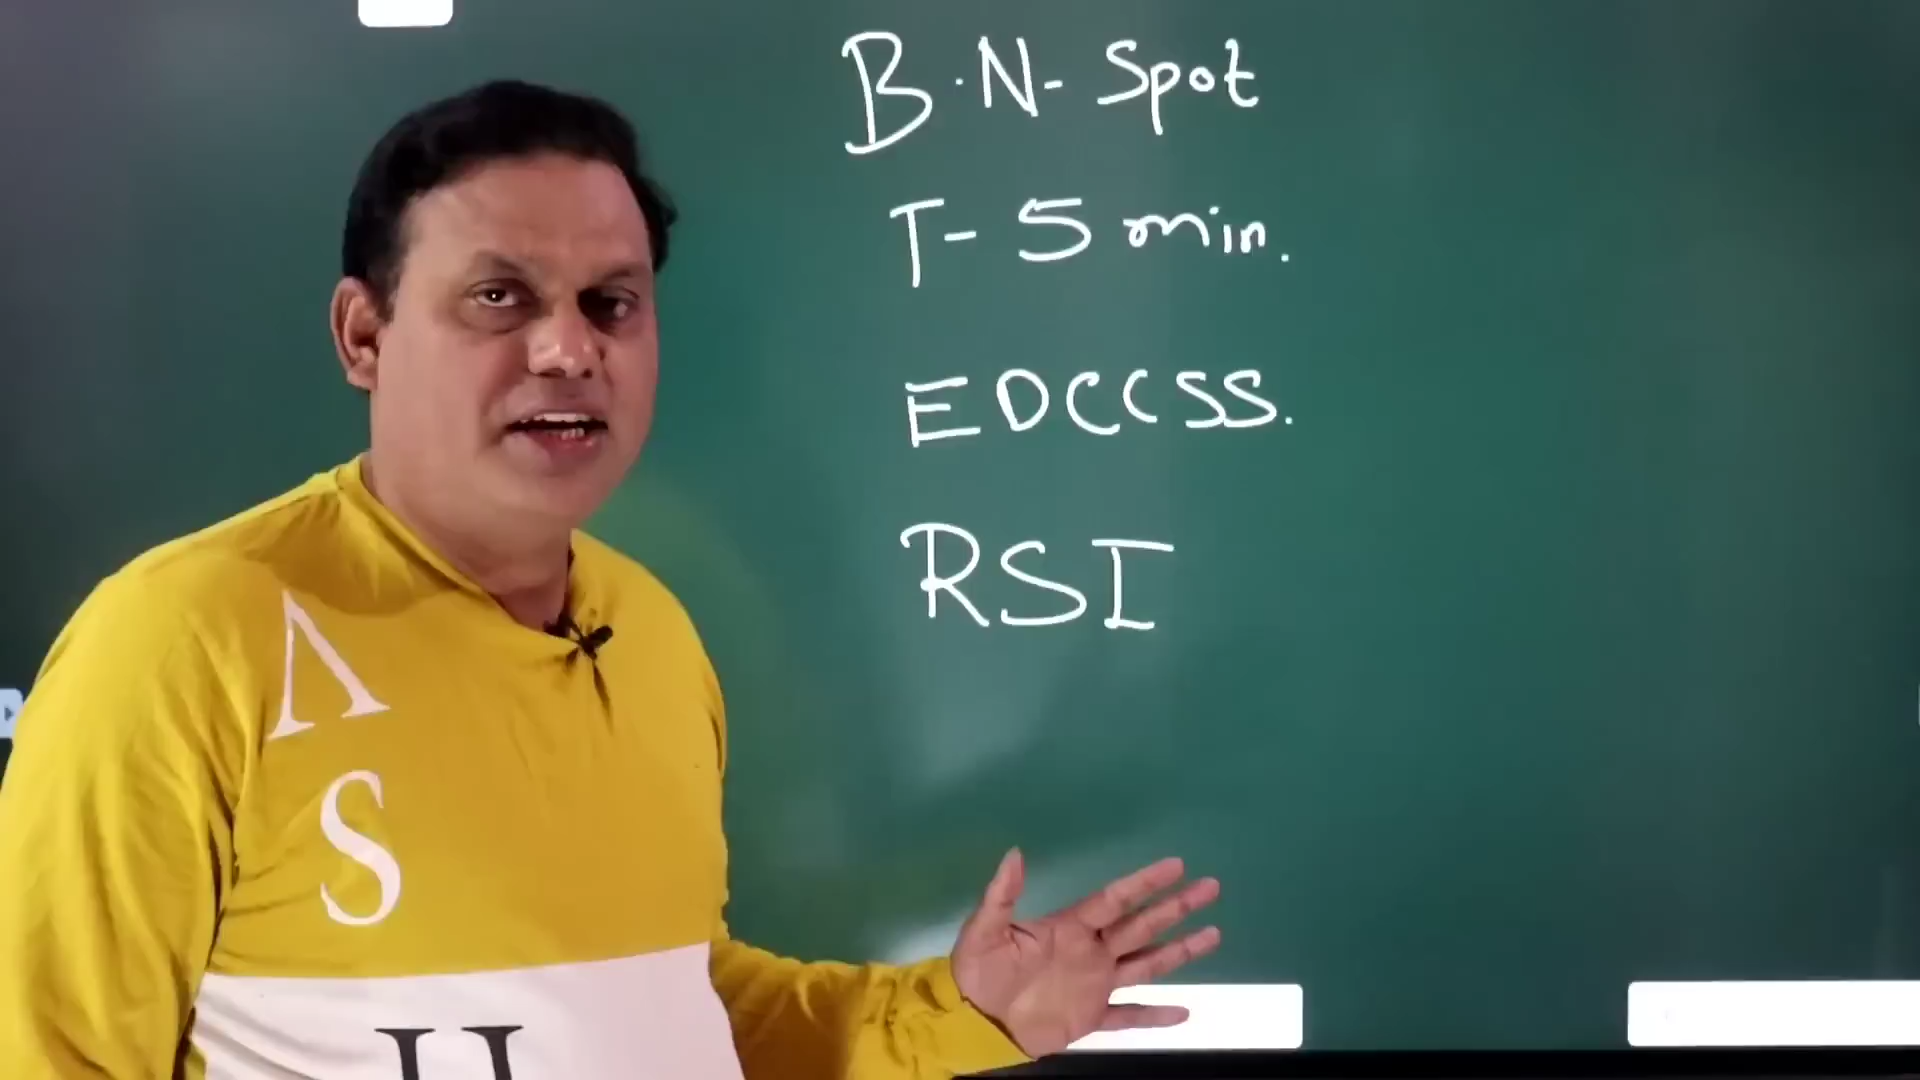 B.N- Spot
T- 5 min.
EDCCSS.
RSI
Λ
S